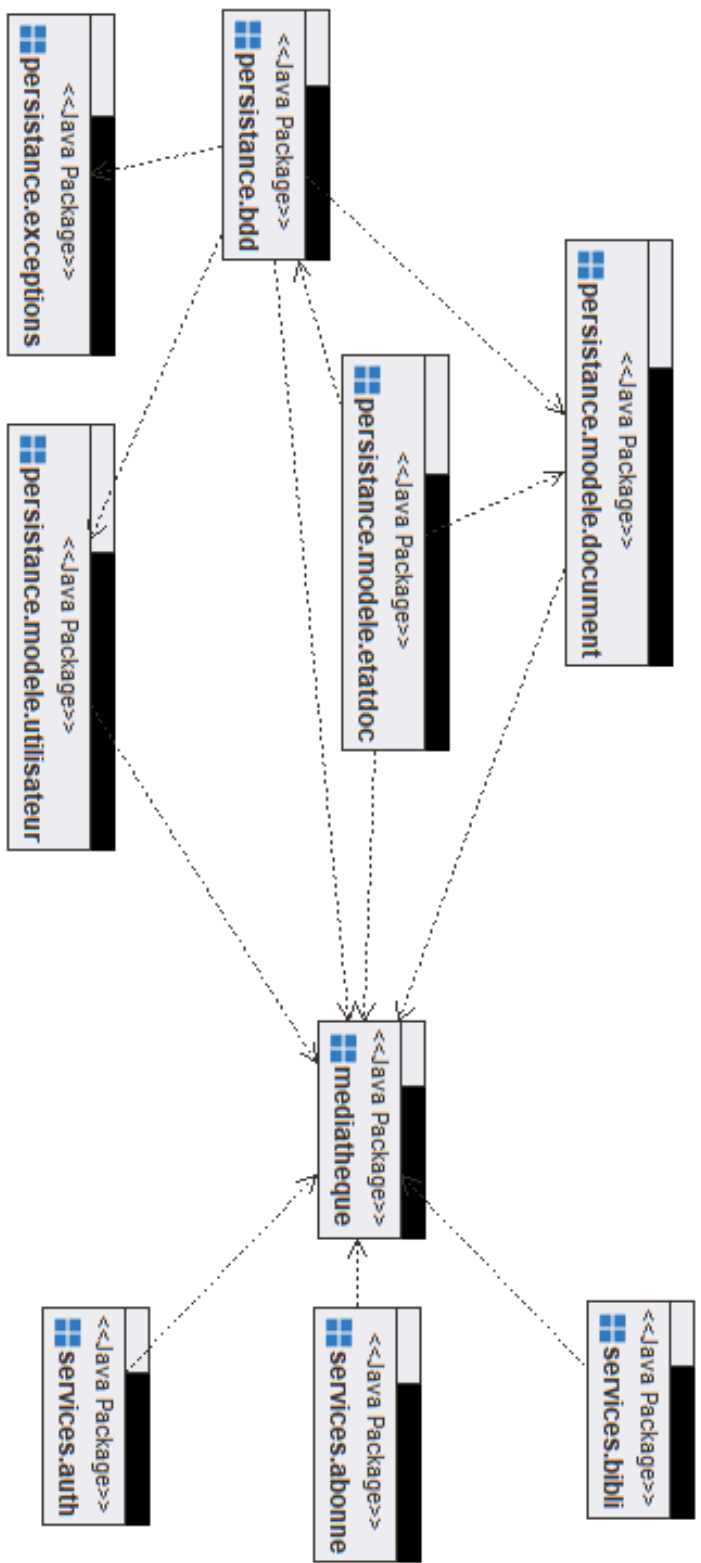 <<Java Package>>
persistance.modele.document
<<Java Package>>
persistance.modele.etatdoc
<<Java Package>>
persistance.bdd
<<Java Package>>
persistance.exceptions
<<Java Package>>
persistance.modele.utilisateur
<<Java Package>>
mediatheque
<<Java Package>>
services.bibli
<<Java Package>>
services.abonne
<<Java Package>>
services.auth